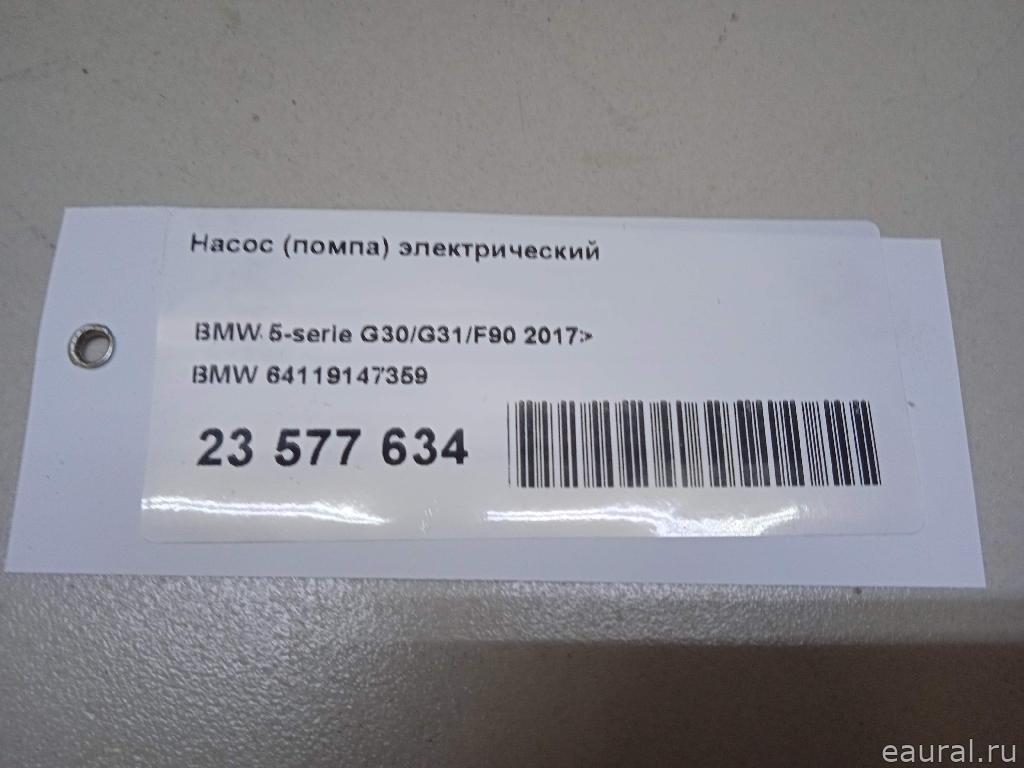 Насос (помпа) электрический
BMW 5-serie G30/G31/F90 2017>
BMW 64119147359
23 577 634
eaural.ru